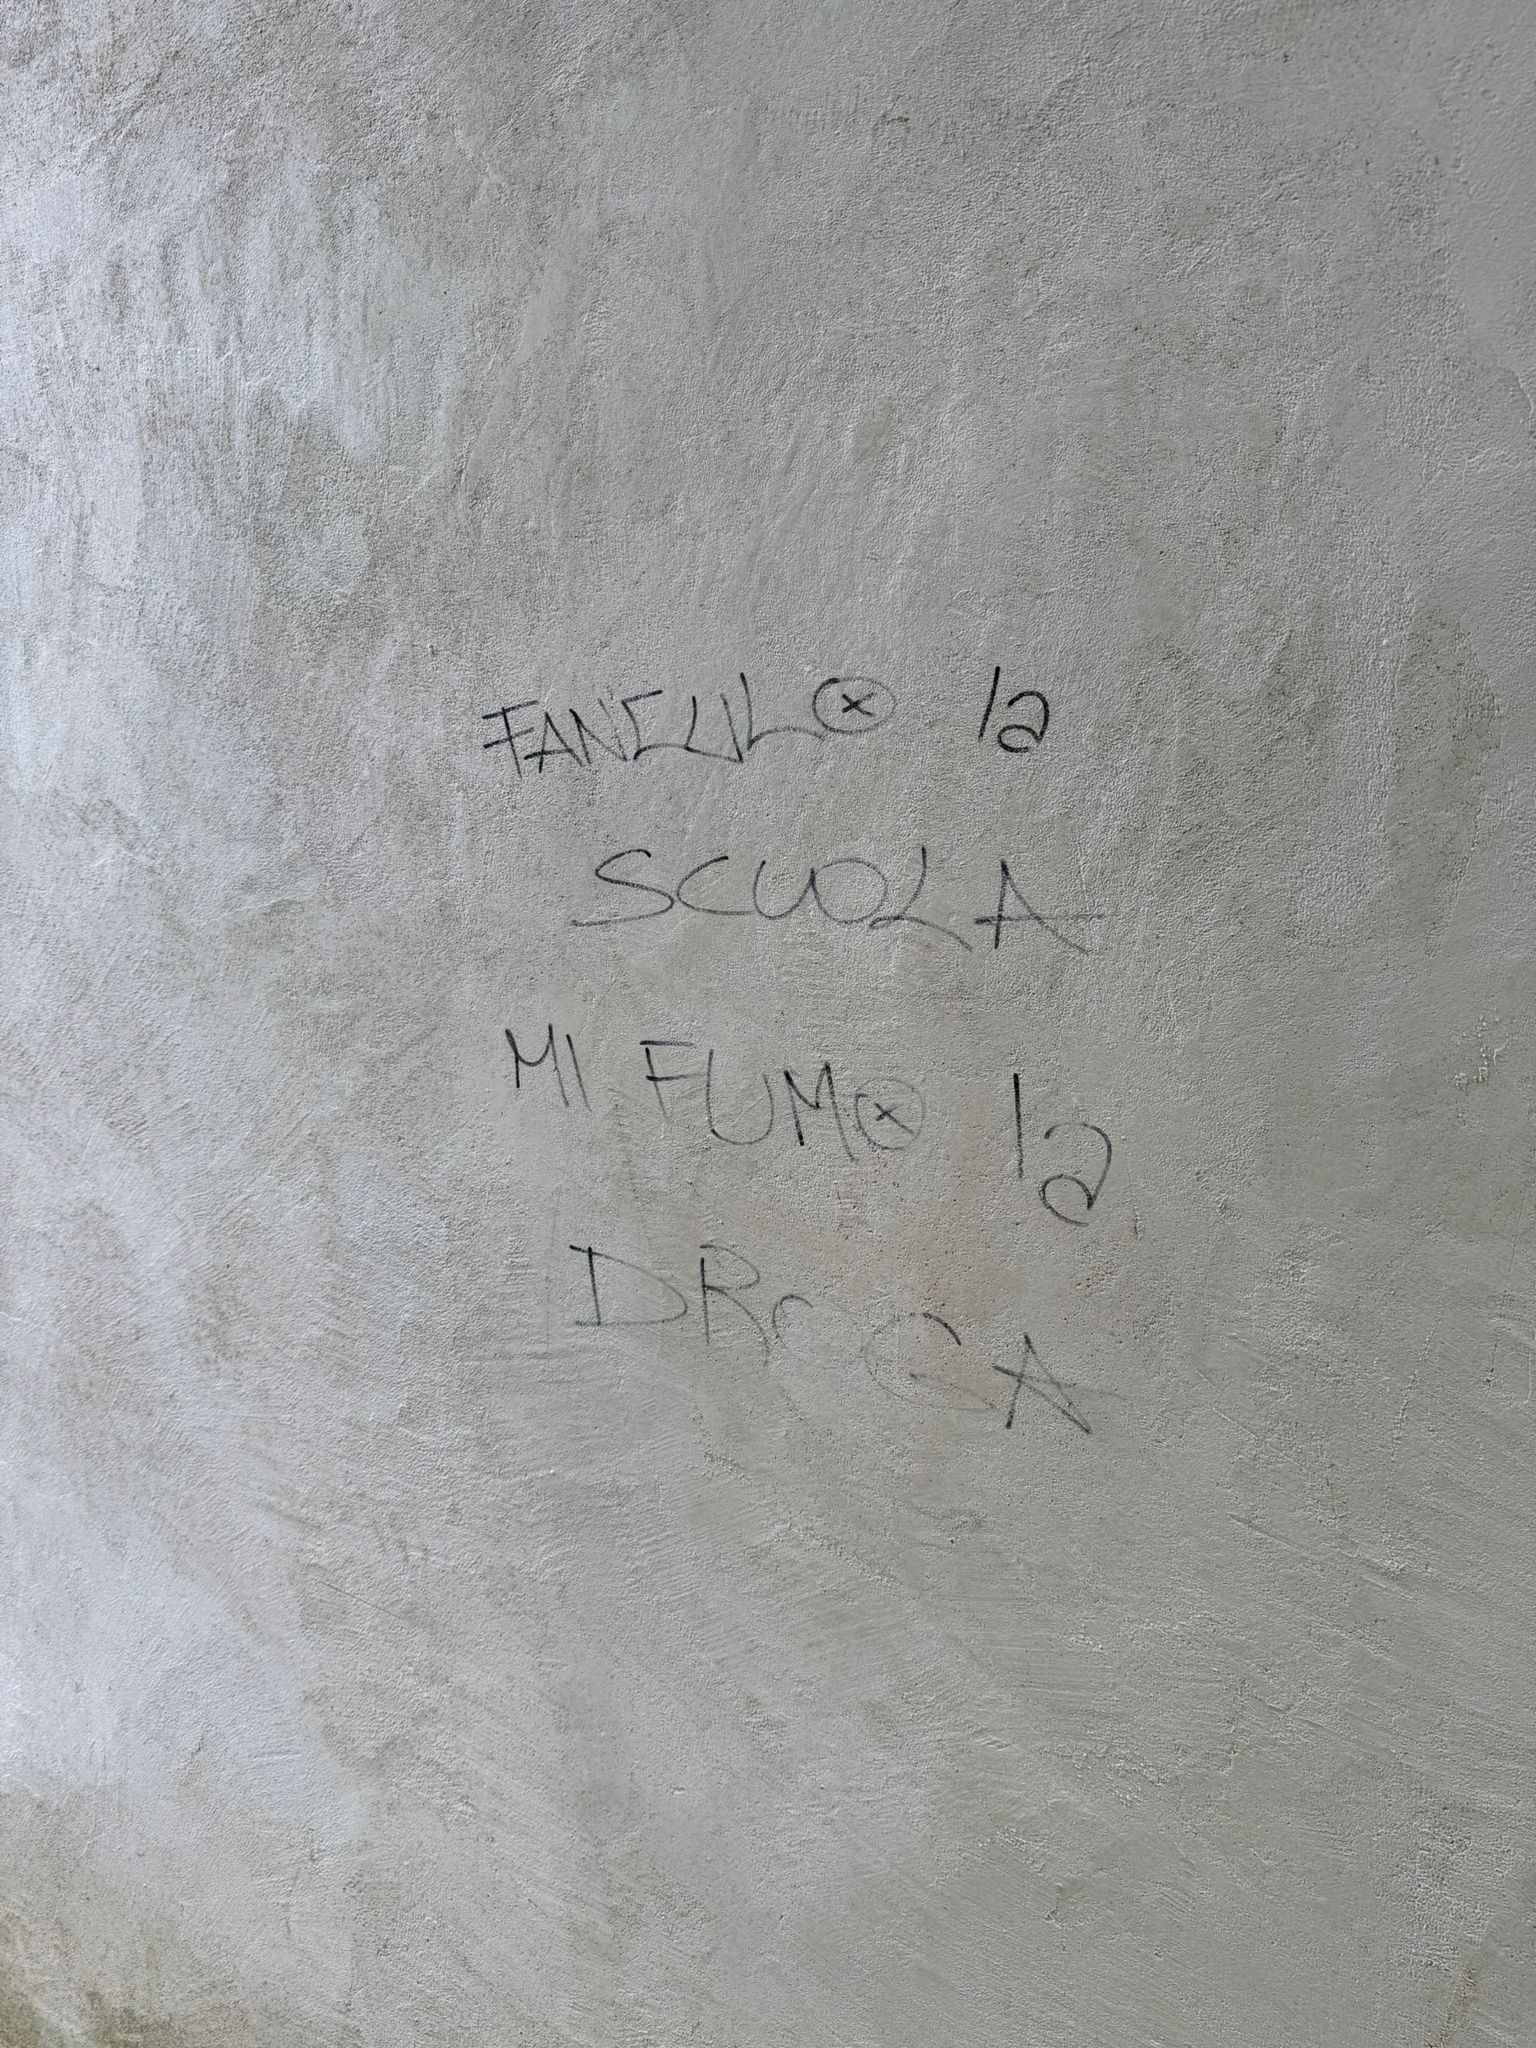 FANCULO la
SCUOLA
MI FUMO la
DROGA